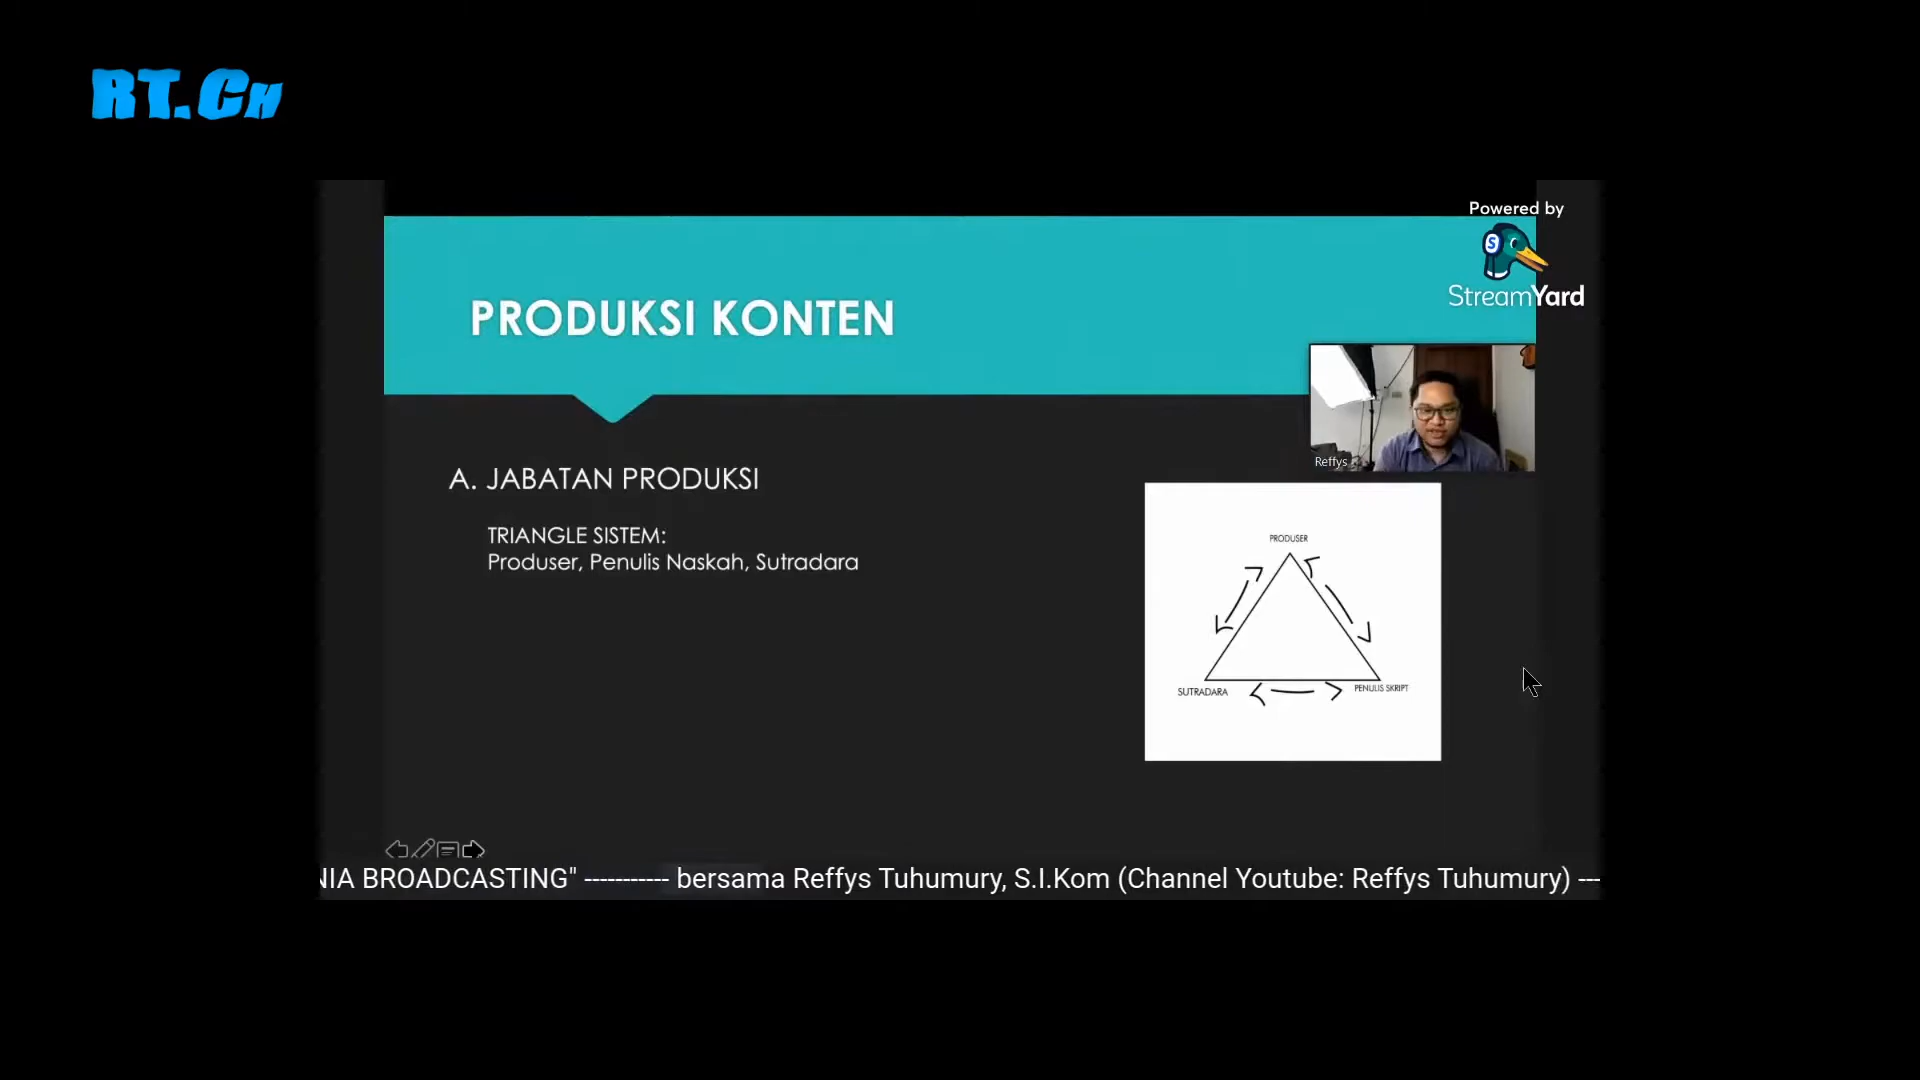 RT.CH
Powered by
StreamYard
PRODUKSI KONTEN
Reffys
A. JABATAN PRODUKSI
TRIANGLE SISTEM:
Produser, Penulis Naskah, Sutradara
PRODUSER
SUTRADARA
PENULIS SKRIPT
NIA BROADCASTING" ----------- bersama Reffys Tuhumury, S.I.Kom (Channel Youtube: Reffys Tuhumury) ---